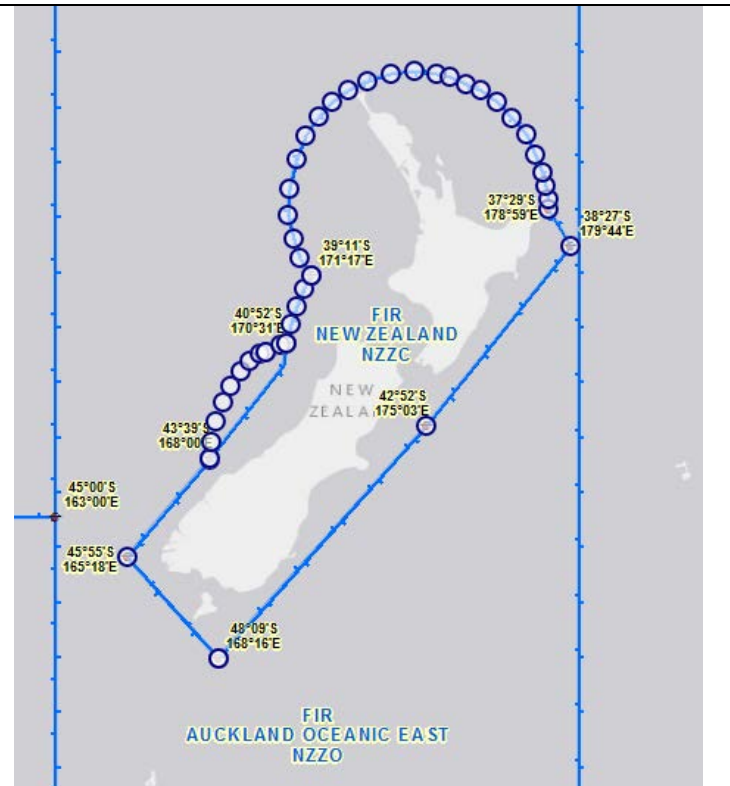 37°29'S
178°59'E
38°27'S
179°44'E
39°11'S
171°17'E
40°52'S
170°31'E
FIR
NEW ZEALAND
NZZC
NEW
42°52'S
175°03'E
43°39'S
168°00'E
45°00'S
163°00'E
45°55'S
165°18'E
48°09'S
168°16'E
FIR
AUCKLAND OCEANIC EAST
NZZO